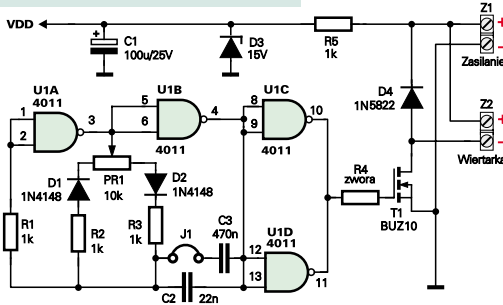 VDD
C1
100u/25V
D3
15V
R5
1k
Z1
+
-
Zasilanie
U1A
4011
1
2
3
U1B
5
6
4
4011
U1C
8
9
10
4011
D4
1N5822
Z2
+
-
Wiertarka
D1
1N4148
PR1
10k
D2
1N4148
R4
zwora
T1
BUZ10
R1
1k
R2
1k
R3
1k
J1
C3
470n
U1D
4011
12
13
11
C2
22n